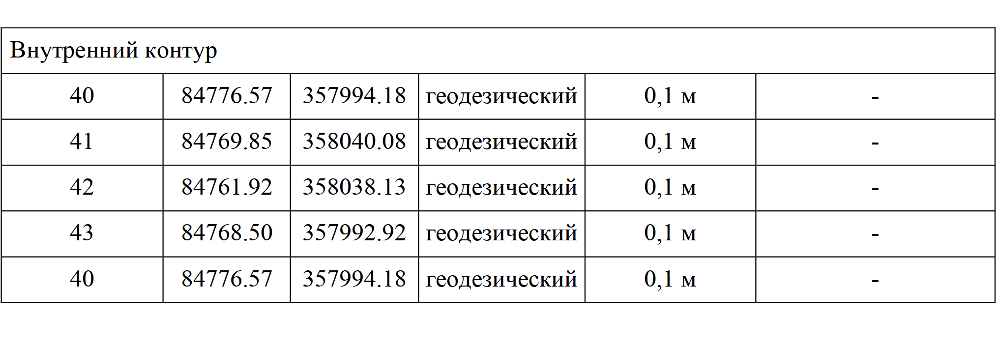 Внутренний контур
40 84776.57 357994.18 геодезический 0,1 м -
41 84769.85 358040.08 геодезический 0,1 м -
42 84761.92 358038.13 геодезический 0,1 м -
43 84768.50 357992.92 геодезический 0,1 м -
40 84776.57 357994.18 геодезический 0,1 м -